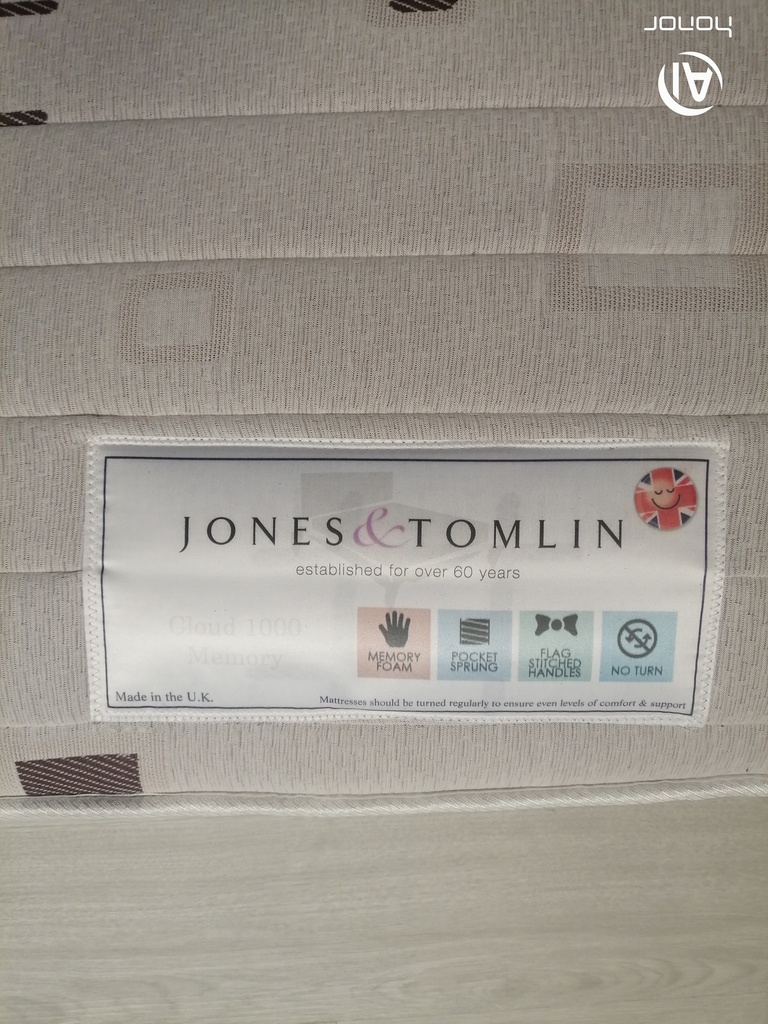 honor
AI
JONES & TOMLIN
established for over 60 years
Cloud 1000
Memory
MEMORY
FOAM
POCKET
SPRUNG
FLAG
STITCHED
HANDLES
NO TURN
Made in the U.K.
Mattresses should be turned regularly to ensure even levels of comfort & support